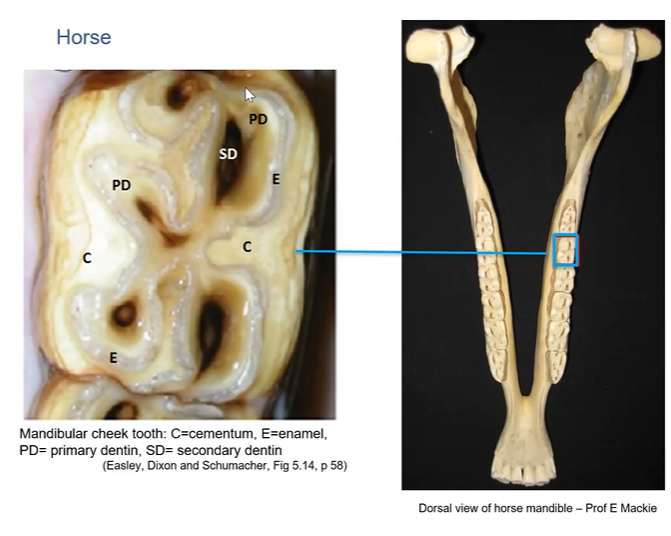 Horse
PD
SD
PD
E
C
C
E
Mandibular cheek tooth: C=cementum, E=enamel,
PD= primary dentin, SD= secondary dentin
(Easley, Dixon and Schumacher, Fig 5.14, p 58)
Dorsal view of horse mandible – Prof E Mackie